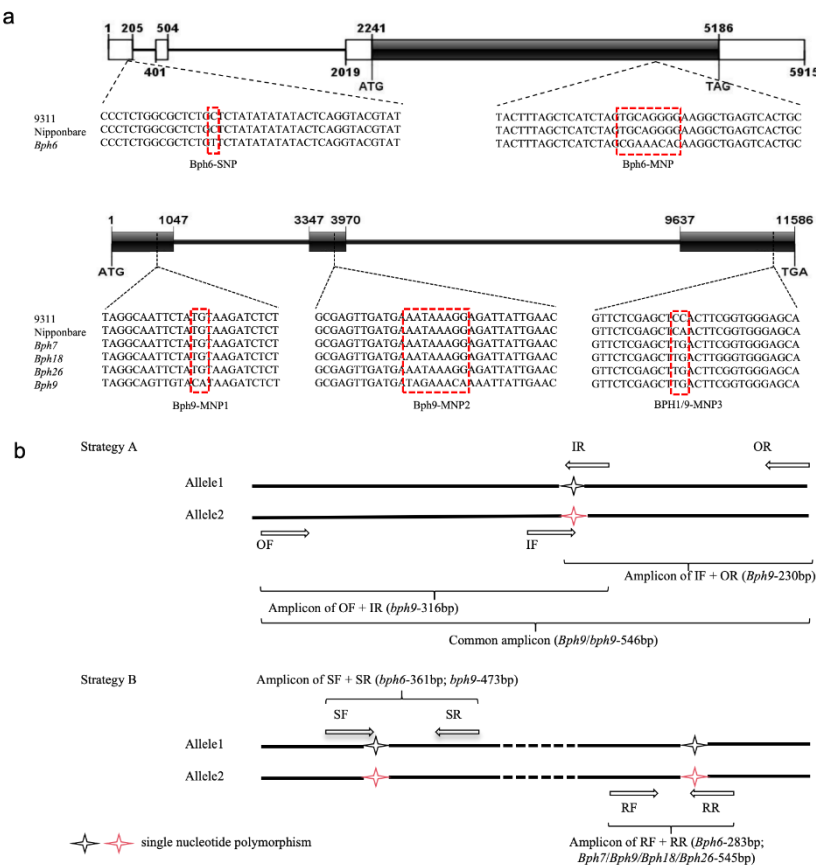 a
1 205 504 2241 5186
401 2019 5915
ATG TAG
9311 CCCTCTGGCGCTCTGCTCTATATATATACTCAGGTACGTAT TACTTTAGCTCATCTAGTGCAGGGGAAGGCTGAGTCACTGC
Nipponbare CCCTCTGGCGCTCTGCTCTATATATATACTCAGGTACGTAT TACTTTAGCTCATCTAGTGCAGGGGAAGGCTGAGTCACTGC
Bph6 CCCTCTGGCGCTCTGTTCTATATATATACTCAGGTACGTAT TACTTTAGCTCATCTAGCGAAACACAAGGCTGAGTCACTGC
Bph6-SNP Bph6-MNP
1 1047 3347 3970 9637 11586
ATG TGA
9311 TAGGCAATTCTATGTAAGATCTCT GCGAGTTGATGAAATAAAGGAGATTATTGAAC GTTCTCGAGCTCCACTTCGGTGGGAGCA
Nipponbare TAGGCAATTCTATGTAAGATCTCT GCGAGTTGATGAAATAAAGGAGATTATTGAAC GTTCTCGAGCTCAACTTCGGTGGGAGCA
Bph7 TAGGCAATTCTATGTAAGATCTCT GCGAGTTGATGAAATAAAGGAGATTATTGAAC GTTCTCGAGCTTGACTTCGGTGGGAGCA
Bph18 TAGGCAATTCTATGTAAGATCTCT GCGAGTTGATGAAATAAAGGAGATTATTGAAC GTTCTCGAGCTTGACTTGGGTGGGAGCA
Bph26 TAGGCAATTCTATGTAAGATCTCT GCGAGTTGATGAAATAAAGGAGATTATTGAAC GTTCTCGAGCTTGACTTCGGTGGGAGCA
Bph9 TAGGCAGTTGTACATAAGATCTCT GCGAGTTGATGATAGAAACAAAATTATTGAAC GTTCTCGAGCTTGACTTCGGTGGGAGCA
Bph9-MNP1 Bph9-MNP2 BPH1/9-MNP3
b
Strategy A
IR OR
Allele1
Allele2
OF IF
Amplicon of IF + OR (Bph9-230bp)
Amplicon of OF + IR (bph9-316bp)
Common amplicon (Bph9/bph9-546bp)
Strategy B
Amplicon of SF + SR (bph6-361bp; bph9-473bp)
SF SR
Allele1
Allele2
RF RR
single nucleotide polymorphism
Amplicon of RF + RR (Bph6-283bp;
Bph7/Bph9/Bph18/Bph26-545bp)